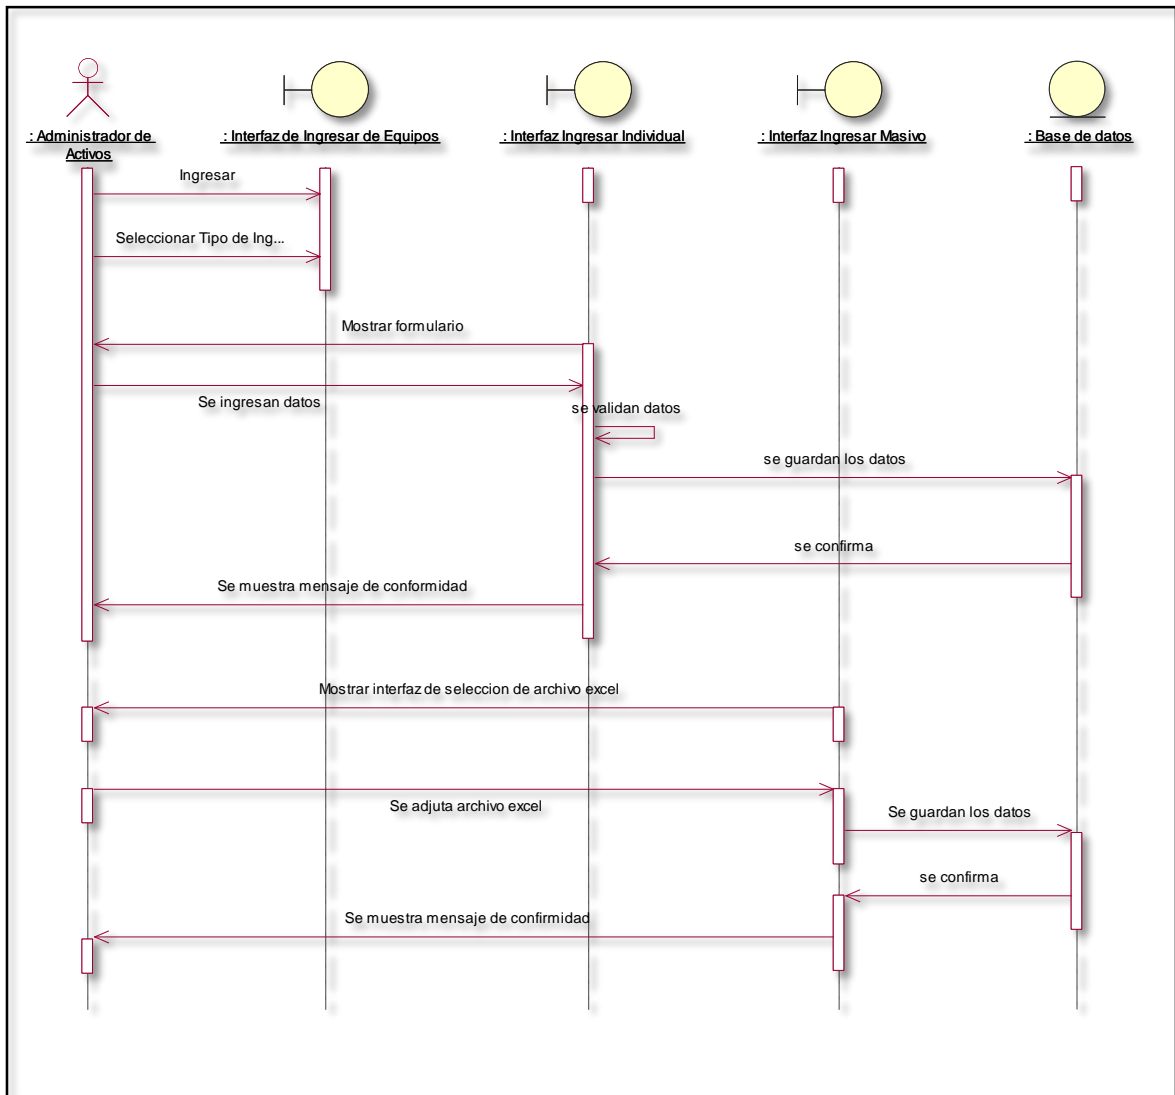 : Administrador de
Activos
: Interfaz de Ingresar de Equipos
: Interfaz Ingresar Individual
: Interfaz Ingresar Masivo
: Base de datos
Ingresar
Seleccionar Tipo de Ing...
Mostrar formulario
Se ingresan datos
se validan datos
se guardan los datos
se confirma
Se muestra mensaje de conformidad
Mostrar interfaz de seleccion de archivo excel
Se adjuta archivo excel
Se guardan los datos
se confirma
Se muestra mensaje de confirmidad